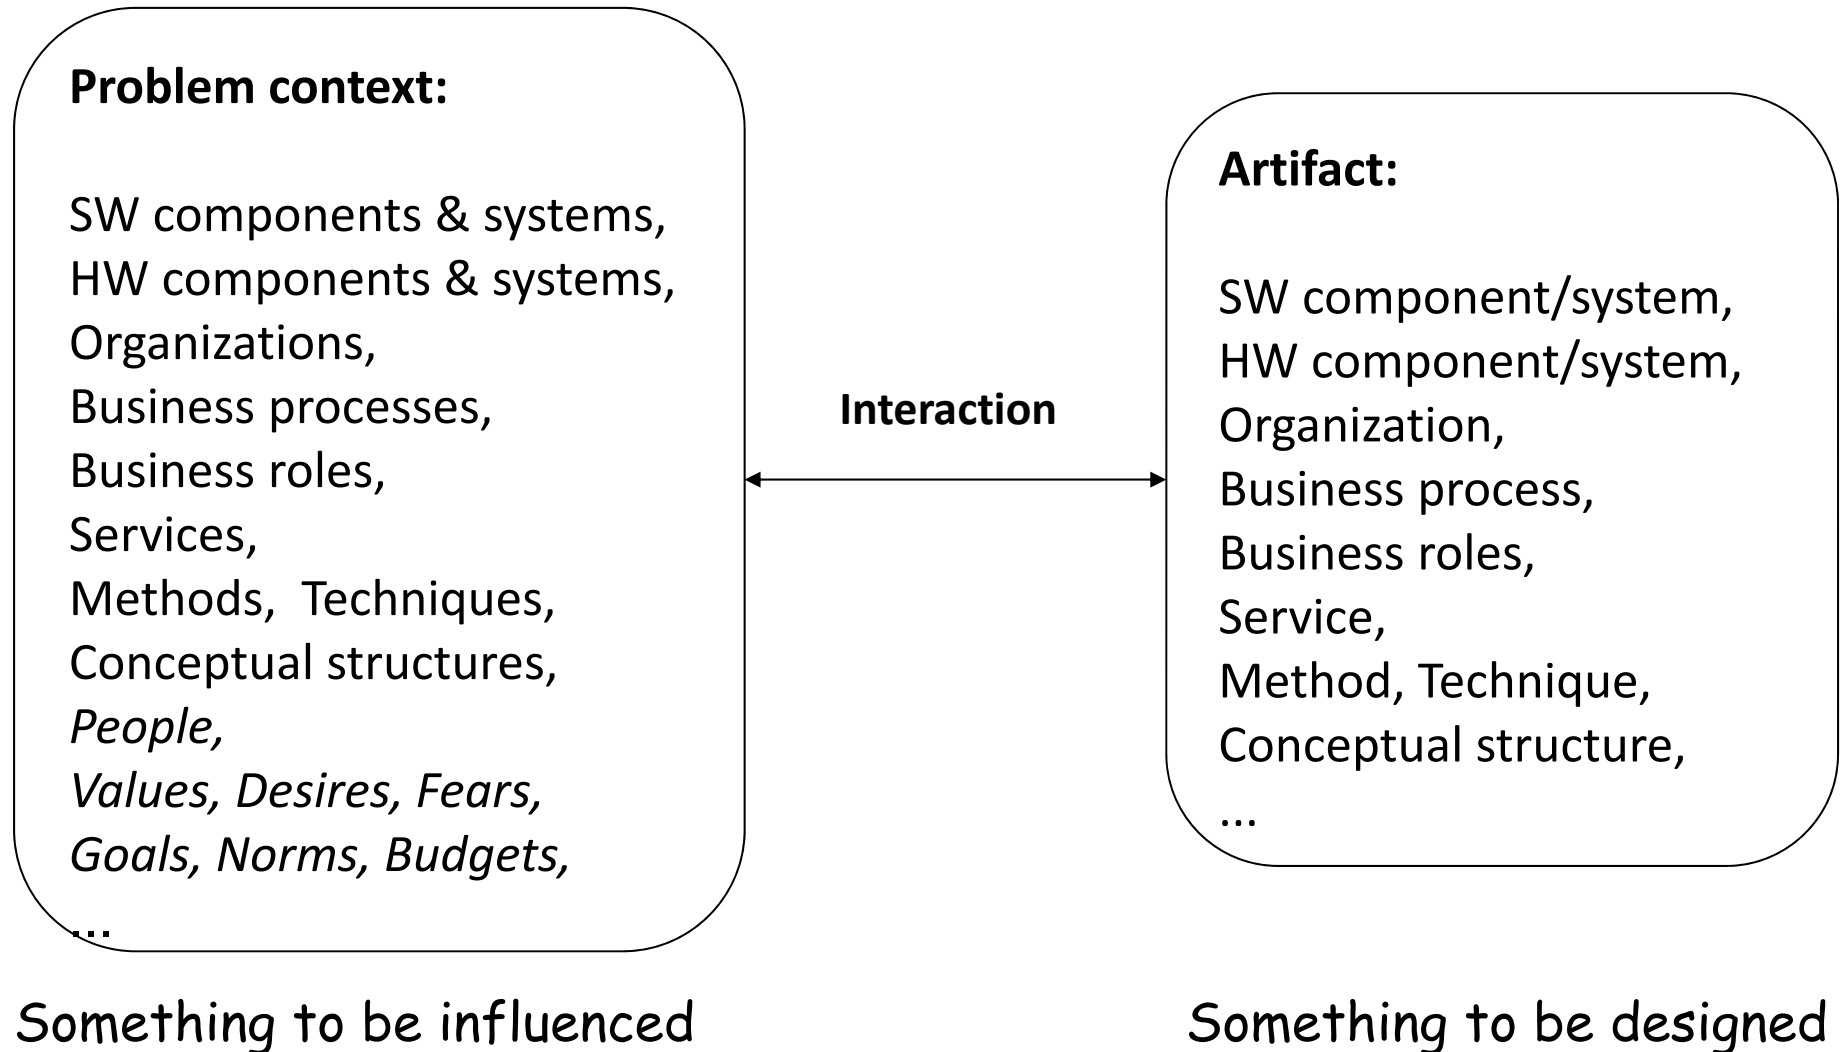 Problem context:
SW components & systems,
HW components & systems,
Organizations,
Business processes,
Business roles,
Services,
Methods,  Techniques,
Conceptual structures,
People,
Values, Desires, Fears,
Goals, Norms, Budgets,
...
Something to be influenced
Interaction
Artifact:
SW component/system,
HW component/system,
Organization,
Business process,
Business roles,
Service,
Method, Technique,
Conceptual structure,
...
Something to be designed